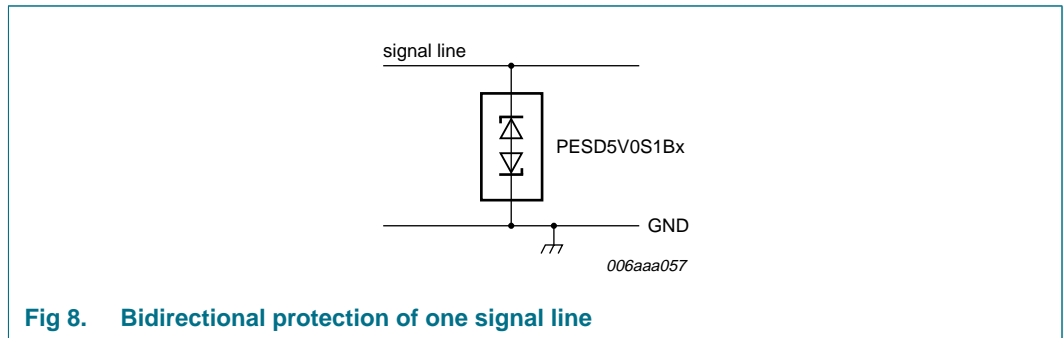 signal line
PESD5V0S1Bx
GND
006aaa057
Fig 8. Bidirectional protection of one signal line